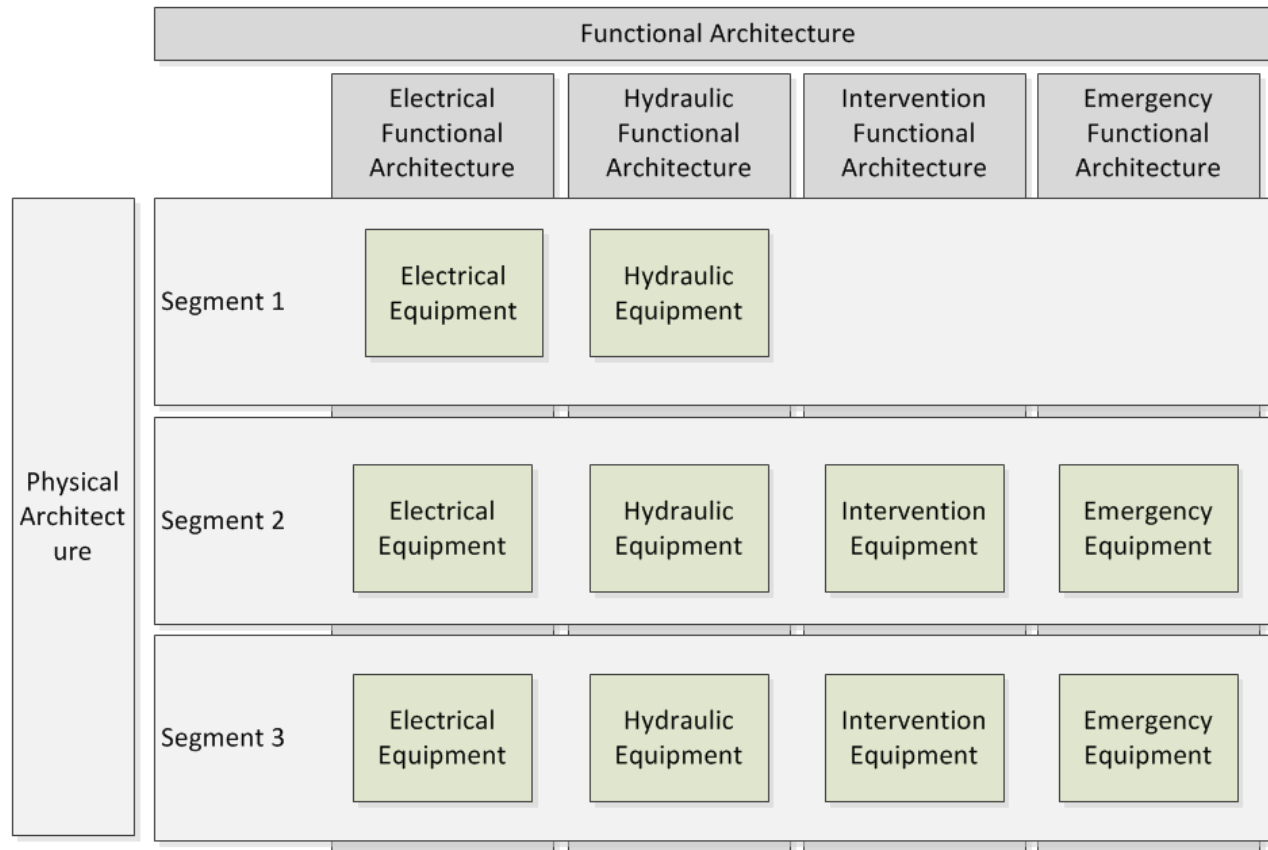 Functional Architecture
Electrical
Functional
Architecture
Hydraulic
Functional
Architecture
Intervention
Functional
Architecture
Emergency
Functional
Architecture
Physical
Architect
ure
Segment 1
Electrical
Equipment
Hydraulic
Equipment
Segment 2
Electrical
Equipment
Hydraulic
Equipment
Intervention
Equipment
Emergency
Equipment
Segment 3
Electrical
Equipment
Hydraulic
Equipment
Intervention
Equipment
Emergency
Equipment